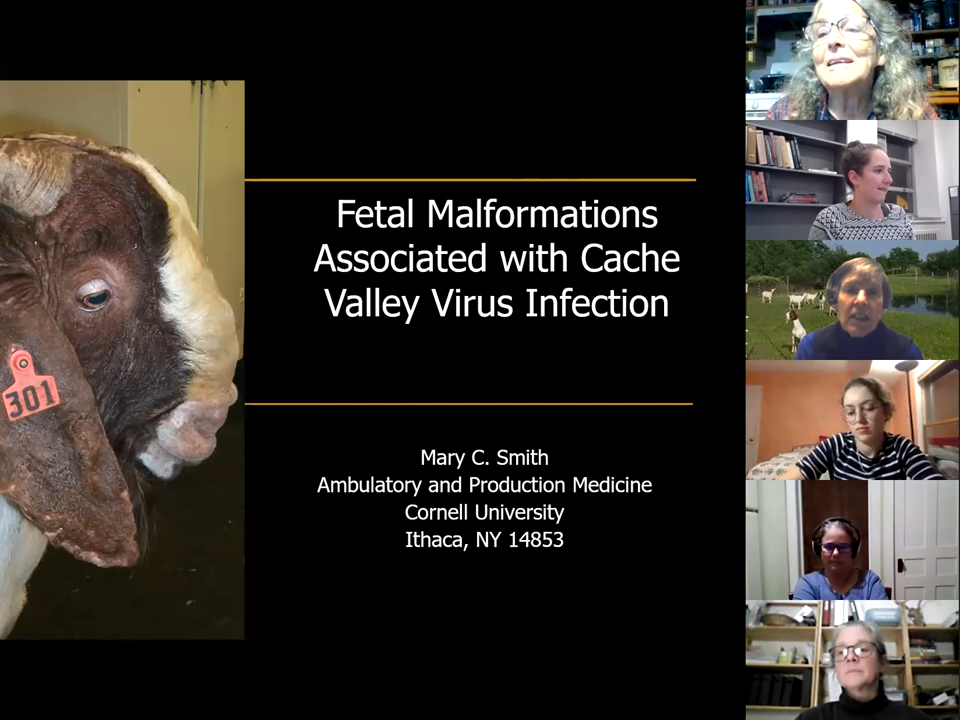 Fetal Malformations
Associated with Cache
Valley Virus Infection
Mary C. Smith
Ambulatory and Production Medicine
Cornell University
Ithaca, NY 14853
301